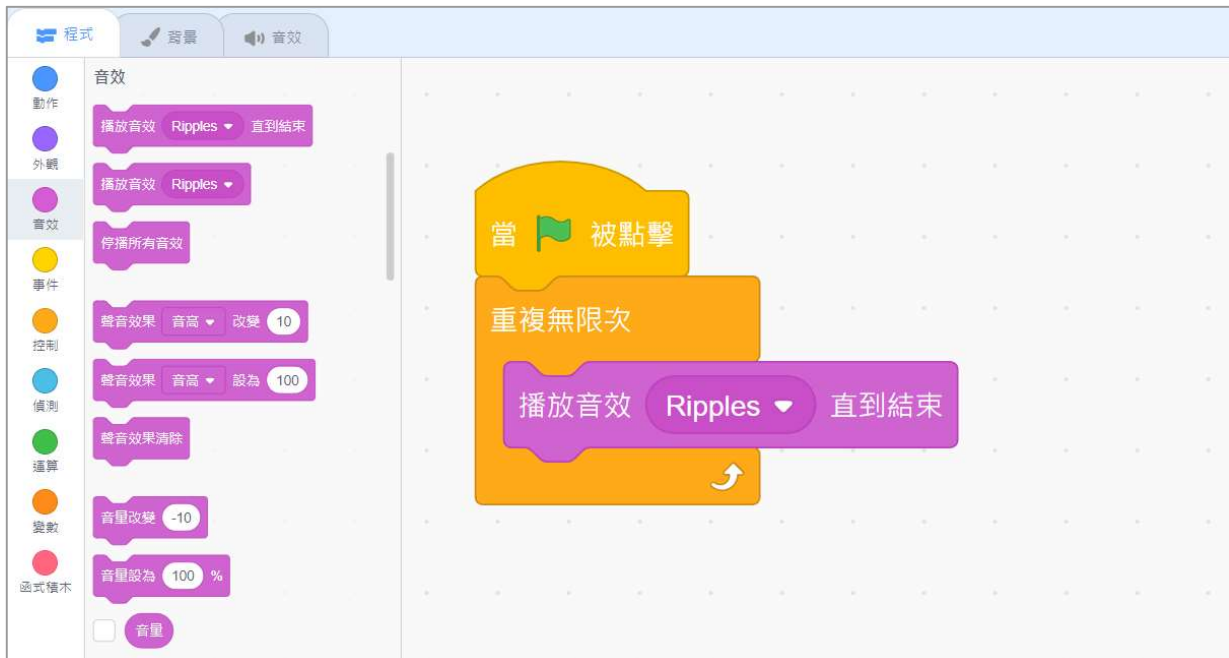 程式
背景
音效
動作
外觀
音效
事件
控制
偵測
運算
變數
函式積木
音效
播放音效 Ripples 直到結束
播放音效 Ripples
停播所有音效
聲音效果 音高 改變 10
聲音效果 音高 設為 100
聲音效果清除
音量改變 -10
音量設為 100 %
音量
當 被點擊
重複無限次
播放音效 Ripples 直到結束